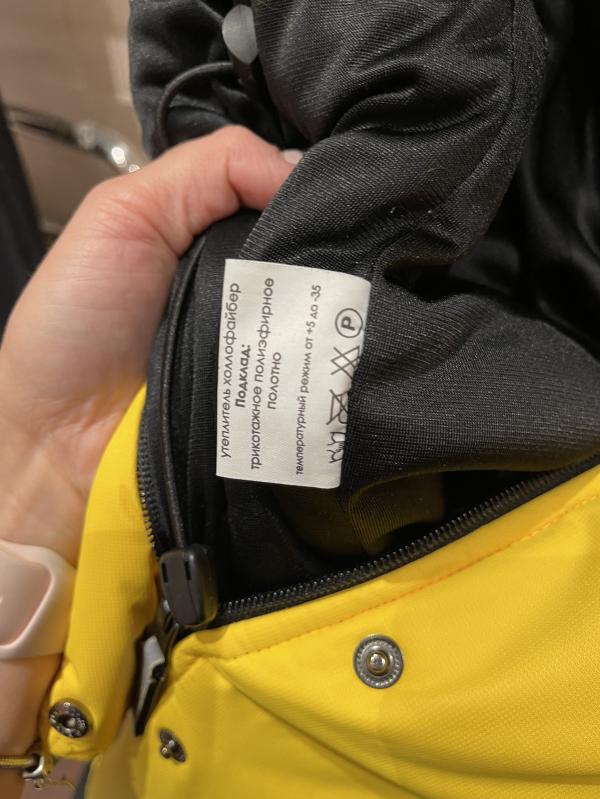 утеплитель холлофайбер
Подклад:
трикотажное полиэфирное
полотно
температурный режим от +5 до -35
P